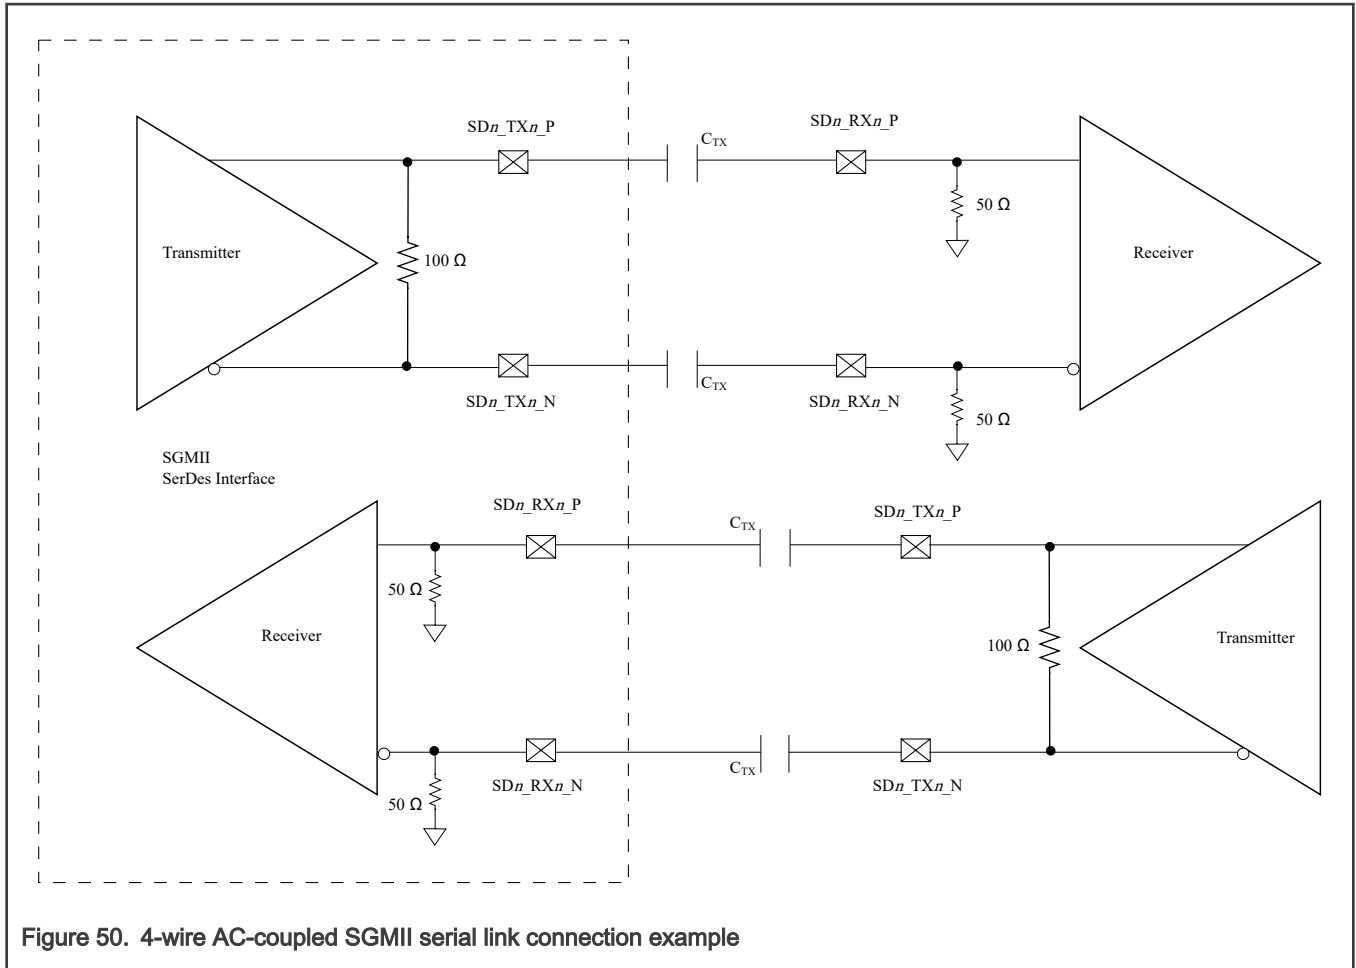 SDn_TXn_P
SDn_RXn_P
CTX
50 Ω
Transmitter
100 Ω
Receiver
CTX
SDn_TXn_N
SDn_RXn_N
50 Ω
SGMII
SerDes Interface
SDn_RXn_P
CTX
SDn_TXn_P
50 Ω
Receiver
100 Ω
Transmitter
CTX
SDn_RXn_N
SDn_TXn_N
50 Ω
Figure 50. 4-wire AC-coupled SGMII serial link connection example